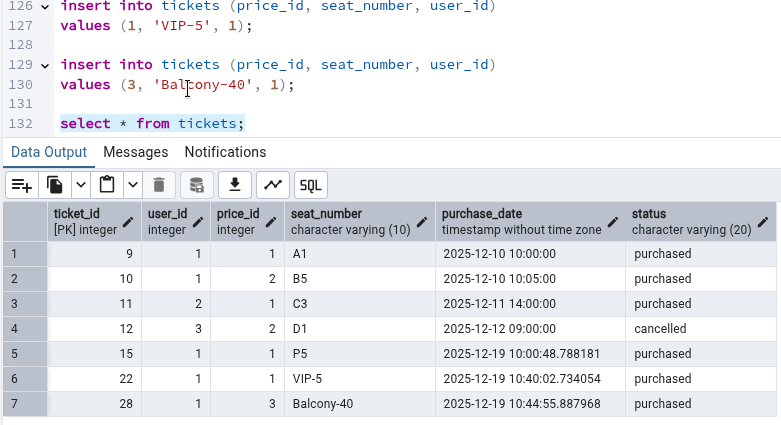 126 insert into tickets (price_id, seat_number, user_id)
127 values (1, 'VIP-5', 1);
128
129 insert into tickets (price_id, seat_number, user_id)
130 values (3, 'Balcony-40', 1);
131
132 select * from tickets;
Data Output Messages Notifications
SQL
ticket_id user_id price_id seat_number purchase_date status
[PK] integer integer integer character varying (10) timestamp without time zone character varying (20)
1 9 1 1 A1 2025-12-10 10:00:00 purchased
2 10 1 2 B5 2025-12-10 10:05:00 purchased
3 11 2 1 C3 2025-12-11 14:00:00 purchased
4 12 3 2 D1 2025-12-12 09:00:00 cancelled
5 15 1 1 P5 2025-12-19 10:00:48.788181 purchased
6 22 1 1 VIP-5 2025-12-19 10:40:02.734054 purchased
7 28 1 3 Balcony-40 2025-12-19 10:44:55.887968 purchased